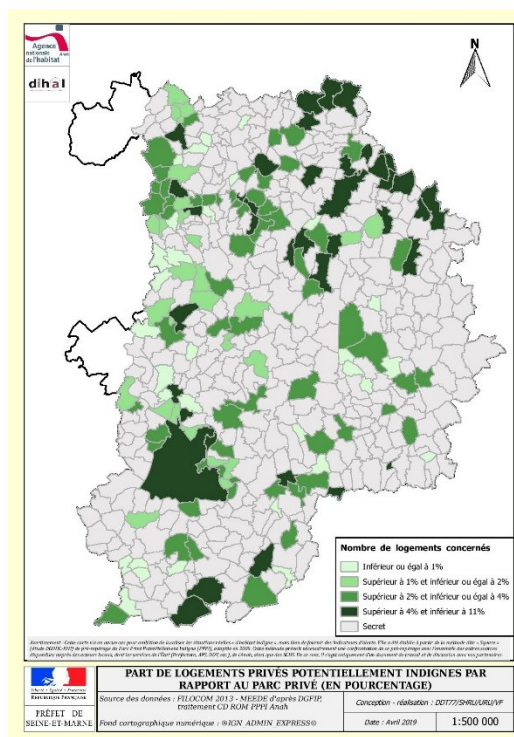 Agence
nationale
de l'habitat
dihal
N
Nombre de logements concernés
Inférieur ou égal à 1%
Supérieur à 1% et inférieur ou égal à 2%
Supérieur à 2% et inférieur ou égal à 4%
Supérieur à 4% et inférieur à 11%
Secret
Liberté • Égalité • Fraternité
RÉPUBLIQUE FRANÇAISE
PRÉFET DE
SEINE-ET-MARNE
PART DE LOGEMENTS PRIVÉS POTENTIELLEMENT INDIGNES PAR
RAPPORT AU PARC PRIVÉ (EN POURCENTAGE)
Source des données : FILOCOM 2013 - MEEDE d'après DGFIP,
traitement CD ROM PPPI Anah
Conception - réalisation : DDT77/SHRU/URU/VF
Fond cartographique numérique : ®IGN ADMIN EXPRESS®
Date : Avril 2019
1:500 000